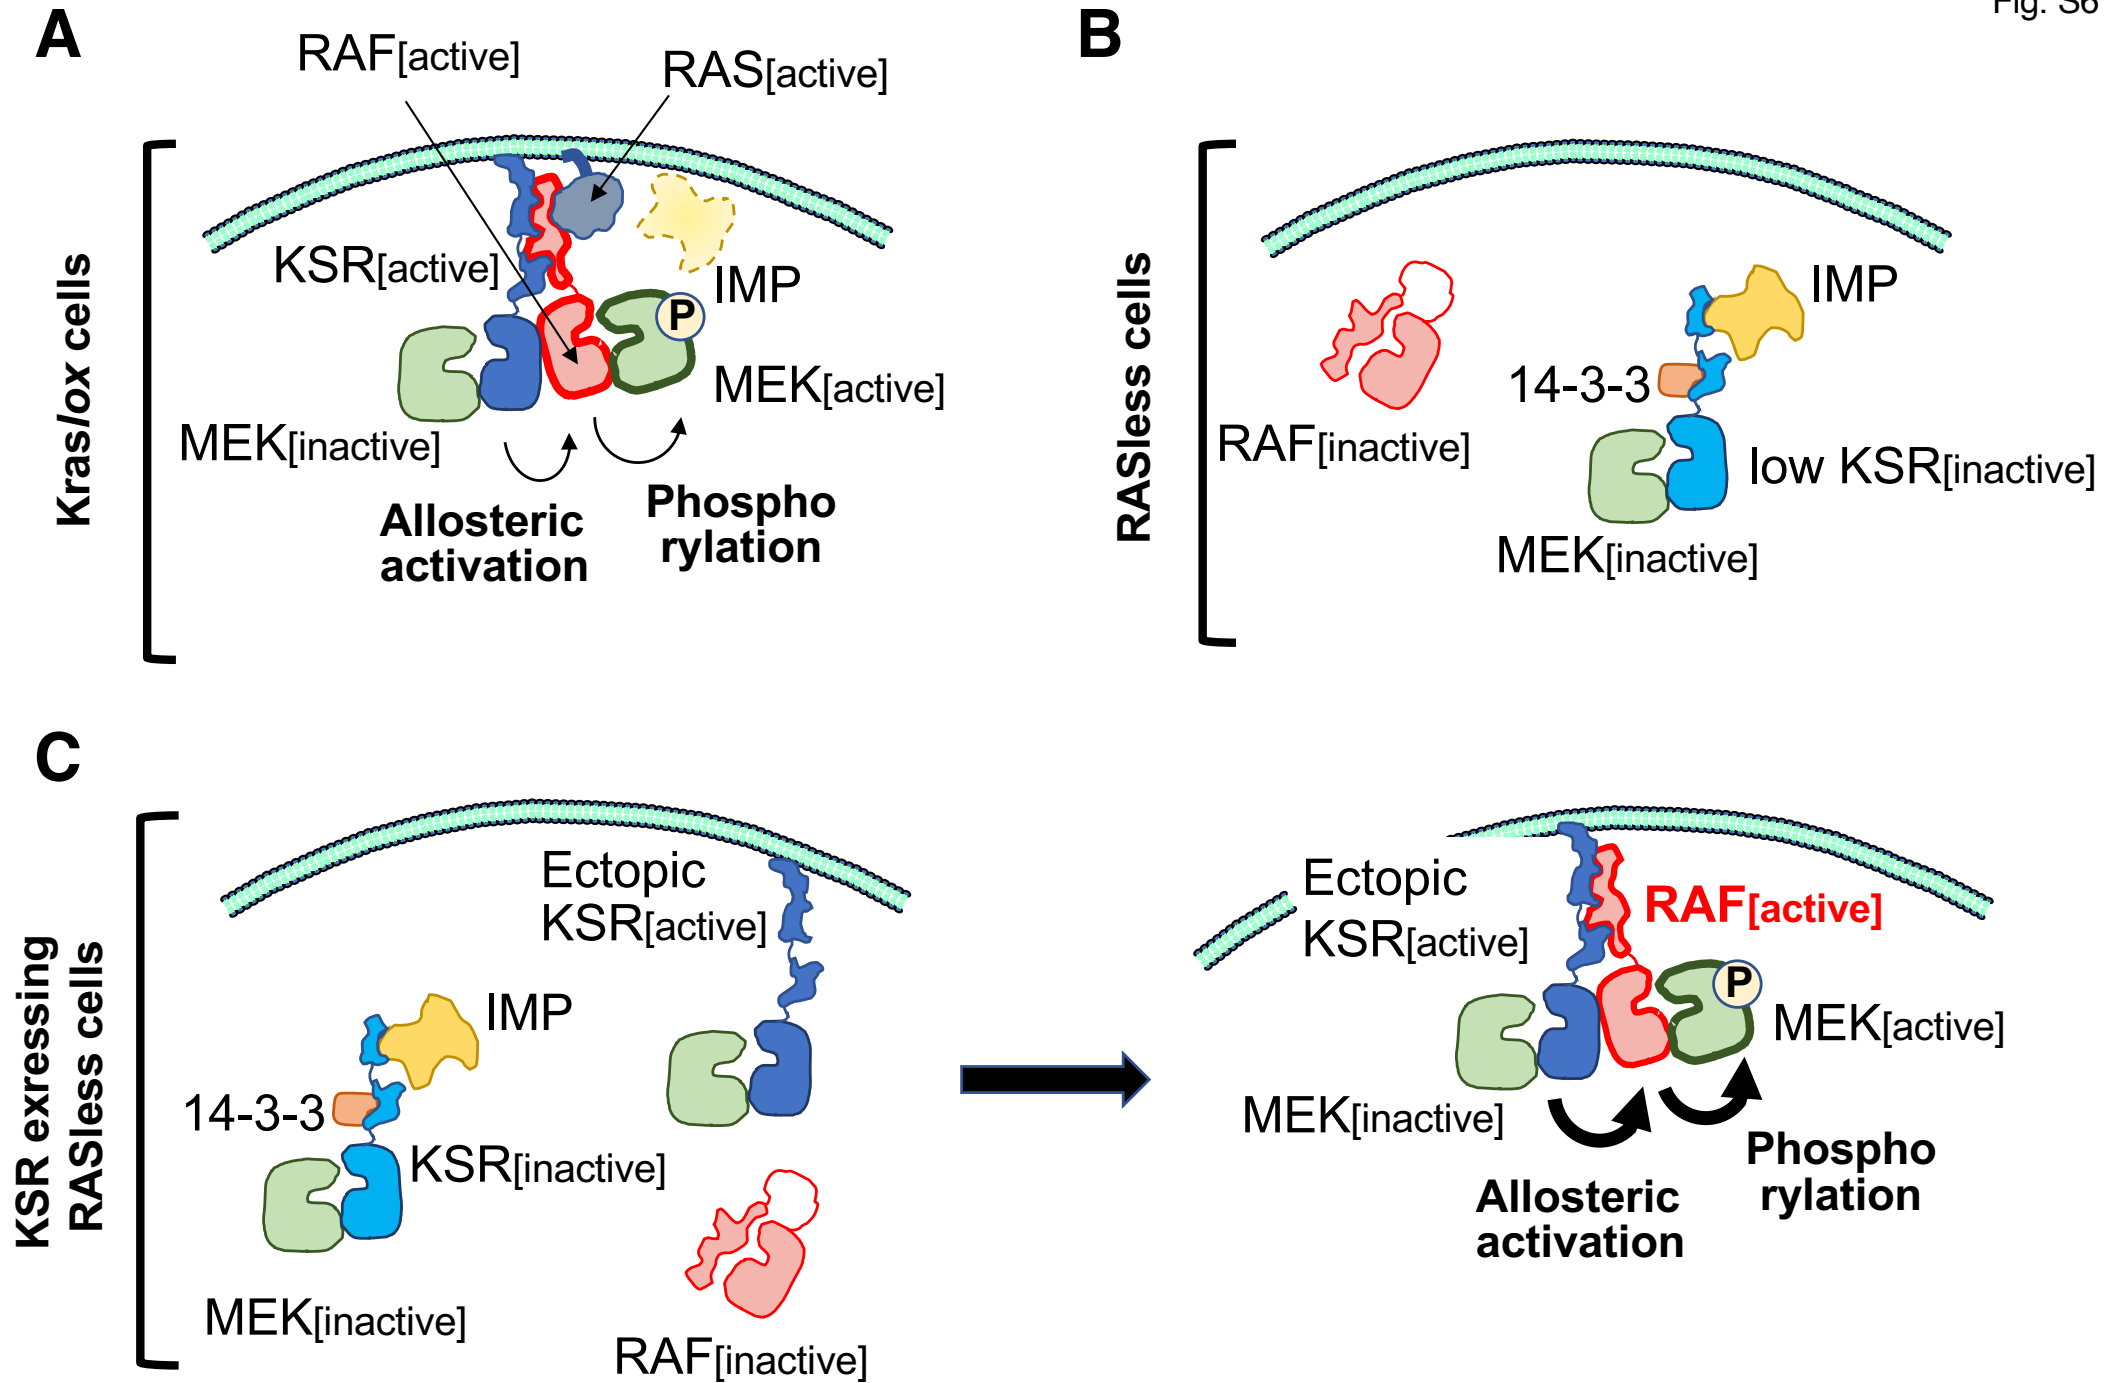 Fig. S6
A
RAF[active]
RAS[active]
KSR[active]
IMP
P
MEK[active]
MEK[inactive]
Allosteric
activation
Phospho
rylation
Kraslox cells
B
RASless cells
IMP
14-3-3
RAF[inactive]
low KSR[inactive]
MEK[inactive]
C
KSR exressing
RASless cells
Ectopic
KSR[active]
IMP
14-3-3
KSR[inactive]
MEK[inactive]
RAF[inactive]
Ectopic
KSR[active]
RAF[active]
P
MEK[active]
MEK[inactive]
Allosteric
activation
Phospho
rylation